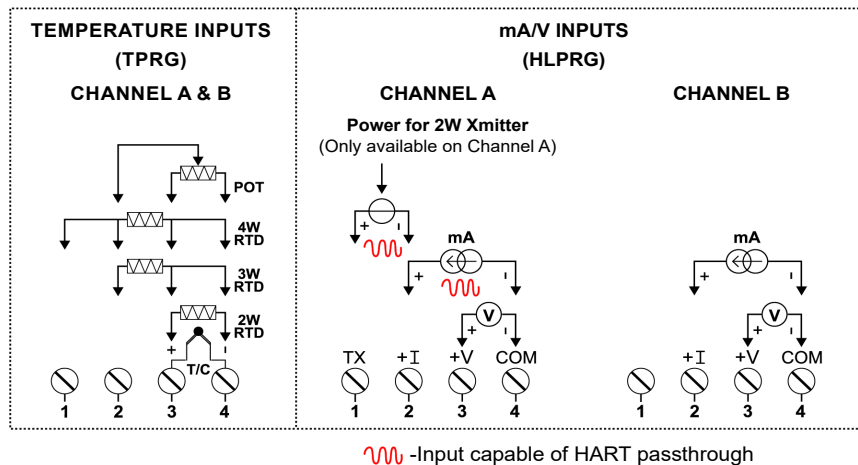 TEMPERATURE INPUTS
(TPRG)
CHANNEL A & B
POT
4W
RTD
3W
RTD
2W
RTD
+ -
T/C
1 2 3 4
mA/V INPUTS
(HLPRG)
CHANNEL A
Power for 2W Xmitter
(Only available on Channel A)
+ -
mA
+ -
V
+ -
TX +I +V COM
1 2 3 4
CHANNEL B
mA
+ -
V
+ -
+I +V COM
1 2 3 4
-Input capable of HART passthrough